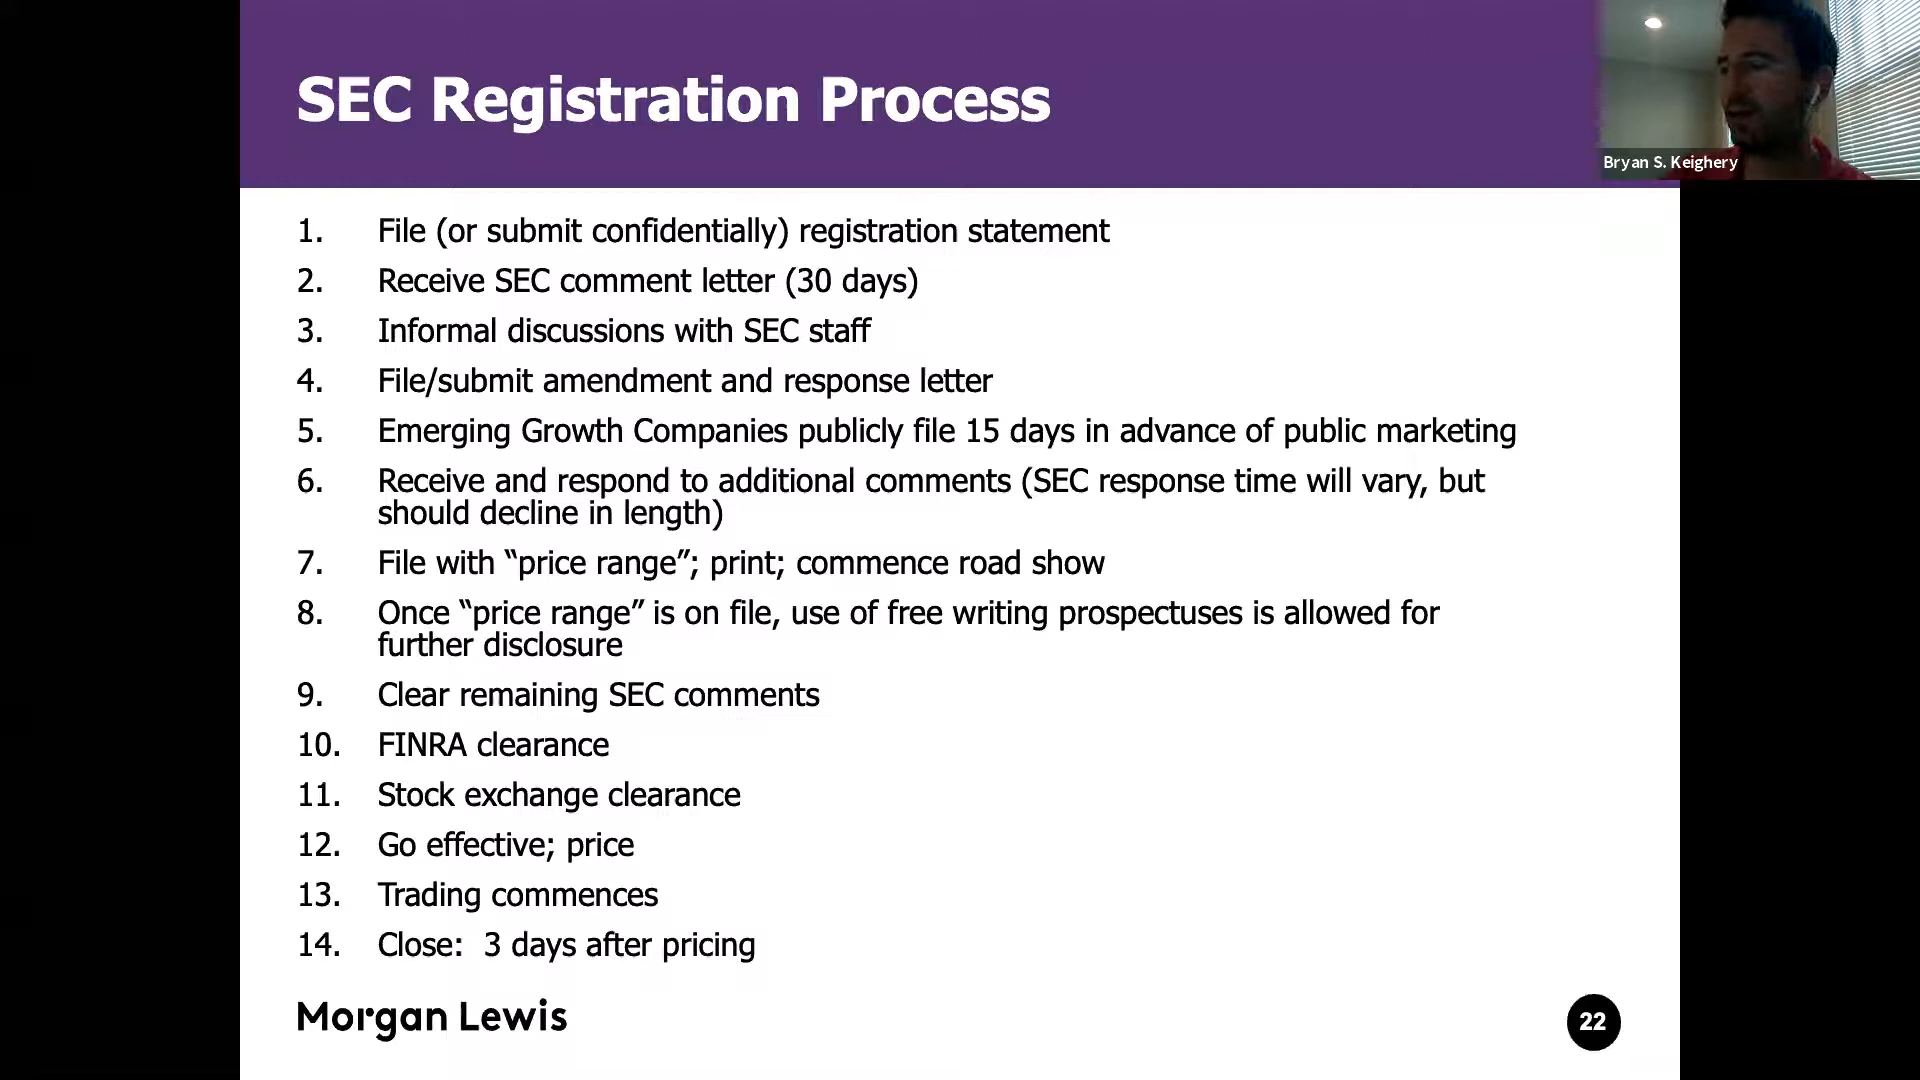 SEC Registration Process
Bryan S. Keighery
1. File (or submit confidentially) registration statement
2. Receive SEC comment letter (30 days)
3. Informal discussions with SEC staff
4. File/submit amendment and response letter
5. Emerging Growth Companies publicly file 15 days in advance of public marketing
6. Receive and respond to additional comments (SEC response time will vary, but
should decline in length)
7. File with “price range”; print; commence road show
8. Once “price range” is on file, use of free writing prospectuses is allowed for
further disclosure
9. Clear remaining SEC comments
10. FINRA clearance
11. Stock exchange clearance
12. Go effective; price
13. Trading commences
14. Close:  3 days after pricing
Morgan Lewis
22